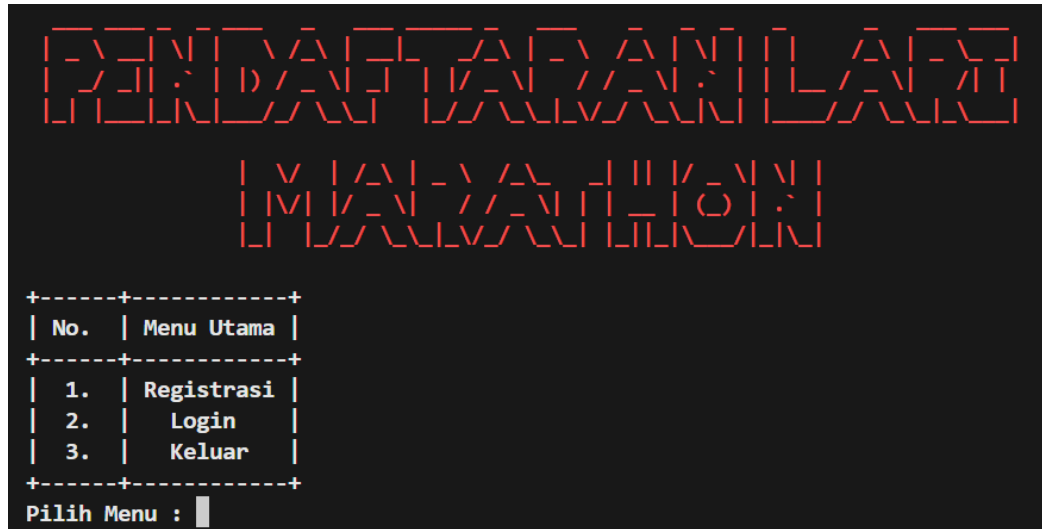 PENDAFTARAN LARI
MARATHON
+------+------------+
| No.  | Menu Utama |
+------+------------+
|  1.  | Registrasi |
|  2.  |   Login    |
|  3.  |   Keluar   |
+------+------------+
Pilih Menu :